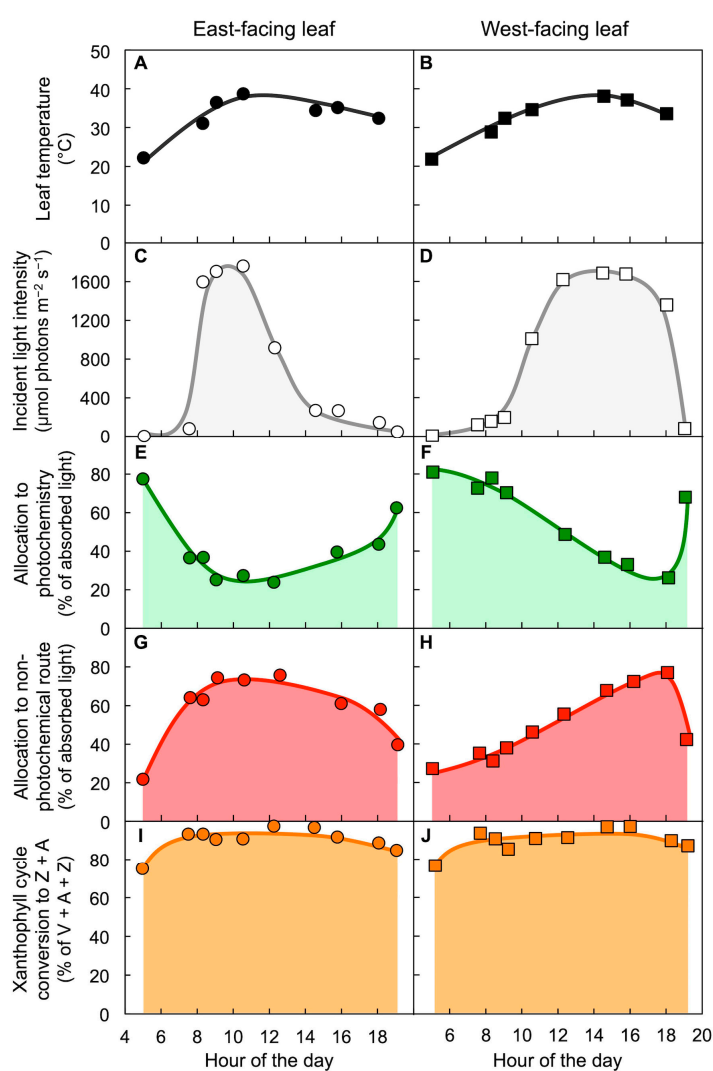 East-facing leaf
West-facing leaf
A
B
Leaf temperature
(°C)
50
40
30
20
10
0
C
D
Incident light intensity
(µmol photons m⁻² s⁻¹)
1600
1200
800
400
0
E
F
Allocation to
photochemistry
(% of absorbed light)
80
60
40
20
0
G
H
Allocation to non-
photochemical route
(% of absorbed light)
80
60
40
20
0
I
J
Xanthophyll cycle
conversion to Z + A
(% of V + A + Z)
80
60
40
20
0
4 6 8 10 12 14 16 18
6 8 10 12 14 16 18 20
Hour of the day
Hour of the day